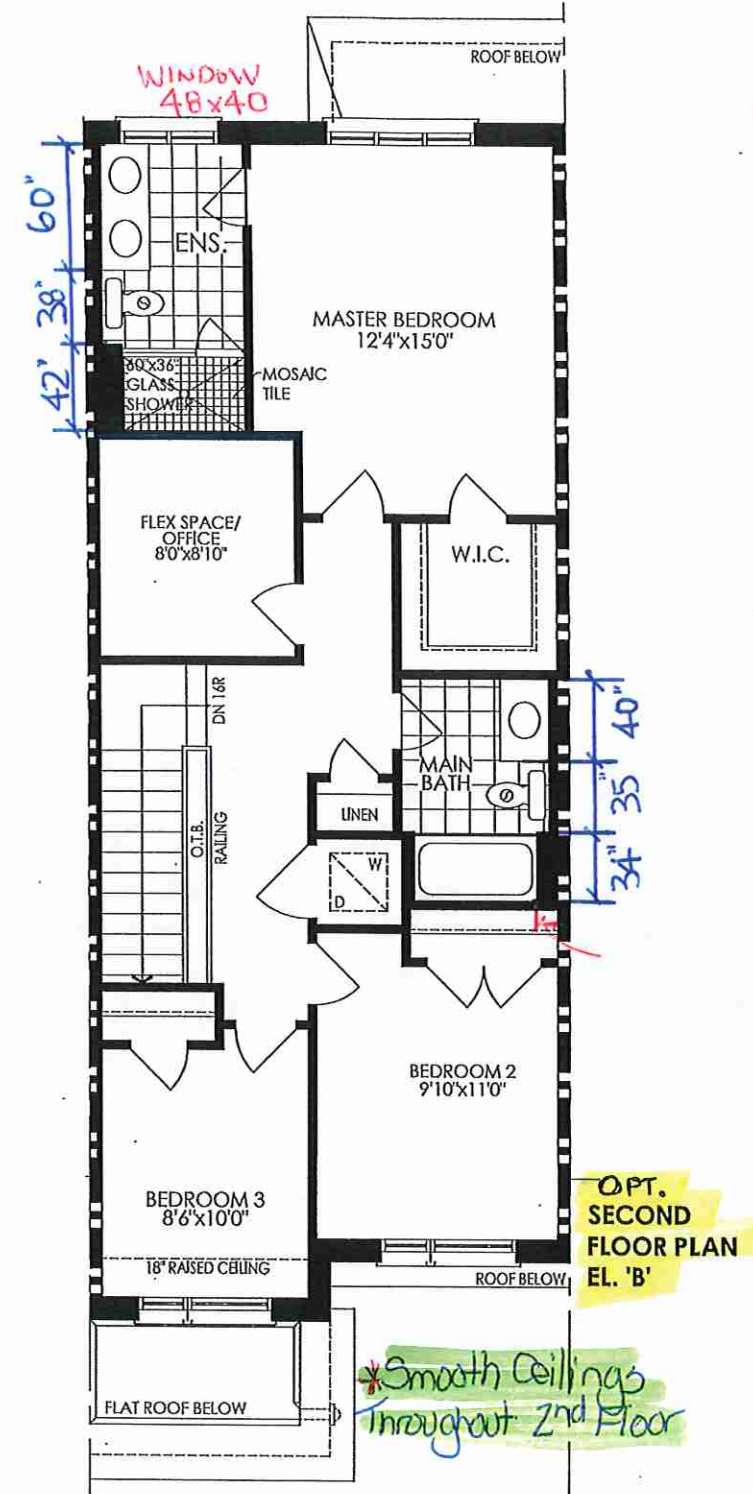 ROOF BELOW
WINDOW
48x40
60"
38"
42"
ENS.
MASTER BEDROOM
12'4"x15'0"
60"x36"
GLASS
SHOWER
MOSAIC
TILE
FLEX SPACE/
OFFICE
8'0"x8'10"
W.I.C.
DN 16R
O.T.B.
RAILING
MAIN
BATH
40"
35"
34"
LINEN
W
D
BEDROOM 2
9'10"x11'0"
BEDROOM 3
8'6"x10'0"
18" RAISED CEILING
ROOF BELOW
OPT.
SECOND
FLOOR PLAN
EL. 'B'
FLAT ROOF BELOW
*Smooth Ceilings
Throughout 2nd Floor